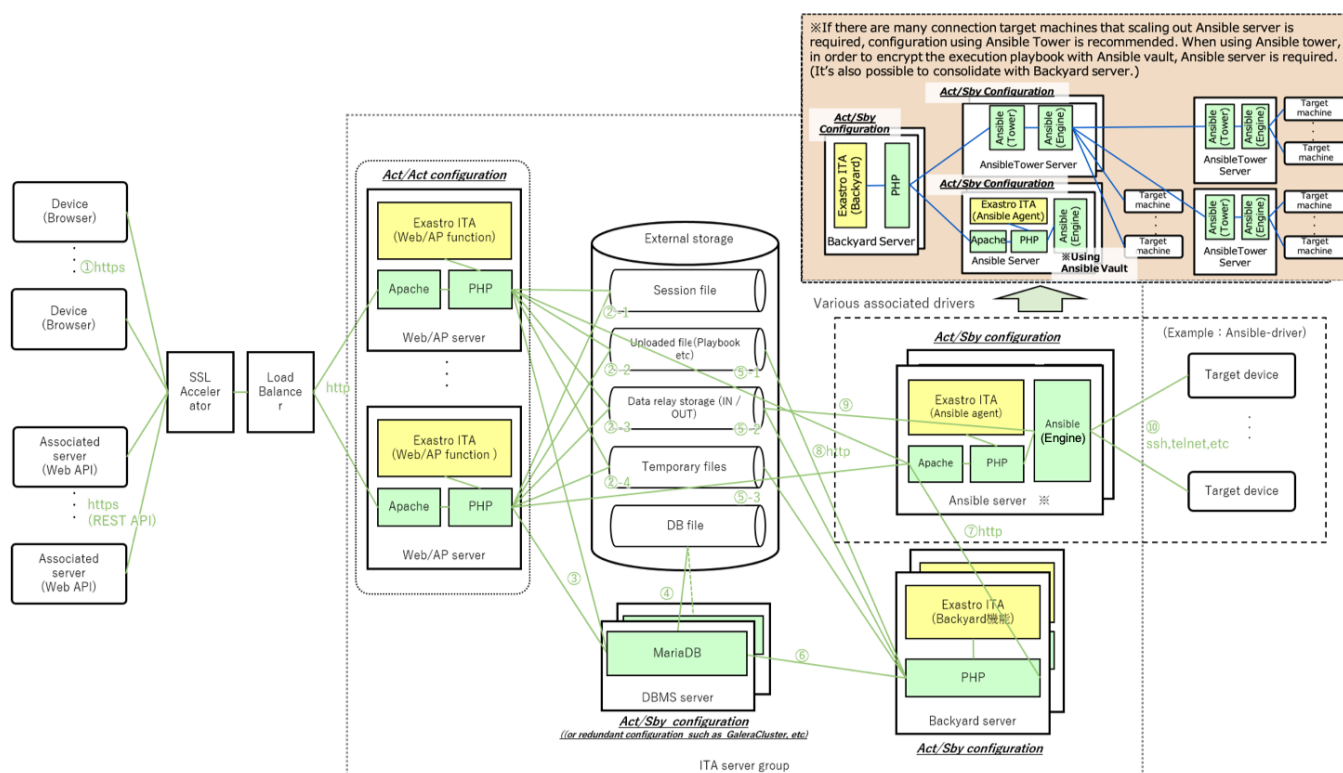 ※If there are many connection target machines that scaling out Ansible server is
required, configuration using Ansible Tower is recommended. When using Ansible tower,
in order to encrypt the execution playbook with Ansible vault, Ansible server is required.
(It's also possible to consolidate with Backyard server.)
Act/Sby Configuration
Act/Sby
Configuration
Exastro ITA
(Backyard)
PHP
Backyard Server
Ansible
(Tower)
Ansible
(Engine)
AnsibleTower Server
Act/Sby Configuration
Exastro ITA
(Ansible Agent)
Apache
PHP
Ansible
(Engine)
Ansible Server
※Using
Ansible Vault
Target
machine
Target
machine
Ansible
(Tower)
Ansible
(Engine)
AnsibleTower Server
Target
machine
Target
machine
Ansible
(Tower)
Ansible
(Engine)
AnsibleTower
Server
Target
machine
Target
machine
Device
(Browser)
①https
Device
(Browser)
Associated
server
(Web API)
https
(REST API)
Associated
server
(Web API)
SSL
Acceler
ator
Load
Balance
r
http
Act/Act configuration
Exastro ITA
(Web/AP function)
Apache
PHP
Web/AP server
Exastro ITA
(Web/AP function )
Apache
PHP
Web/AP server
External storage
Session file
②-1
Uploaded file(Playbook
etc)
②-2
⑤-1
Data relay storage (IN /
OUT)
②-3
⑤-2
Temporary files
②-4
⑤-3
DB file
③
④
MariaDB
DBMS server
Act/Sby configuration
((or redundant configuration such as GaleraCluster, etc)
⑥
Various associated drivers
Act/Sby configuration
(Example：Ansible-driver)
Exastro ITA
(Ansible agent)
Apache
PHP
Ansible
(Engine)
Ansible server ※
⑨
⑧http
⑩
ssh,telnet,etc
Target device
Target device
⑦http
Exastro ITA
(Backyard機能)
PHP
Backyard server
Act/Sby configuration
ITA server group